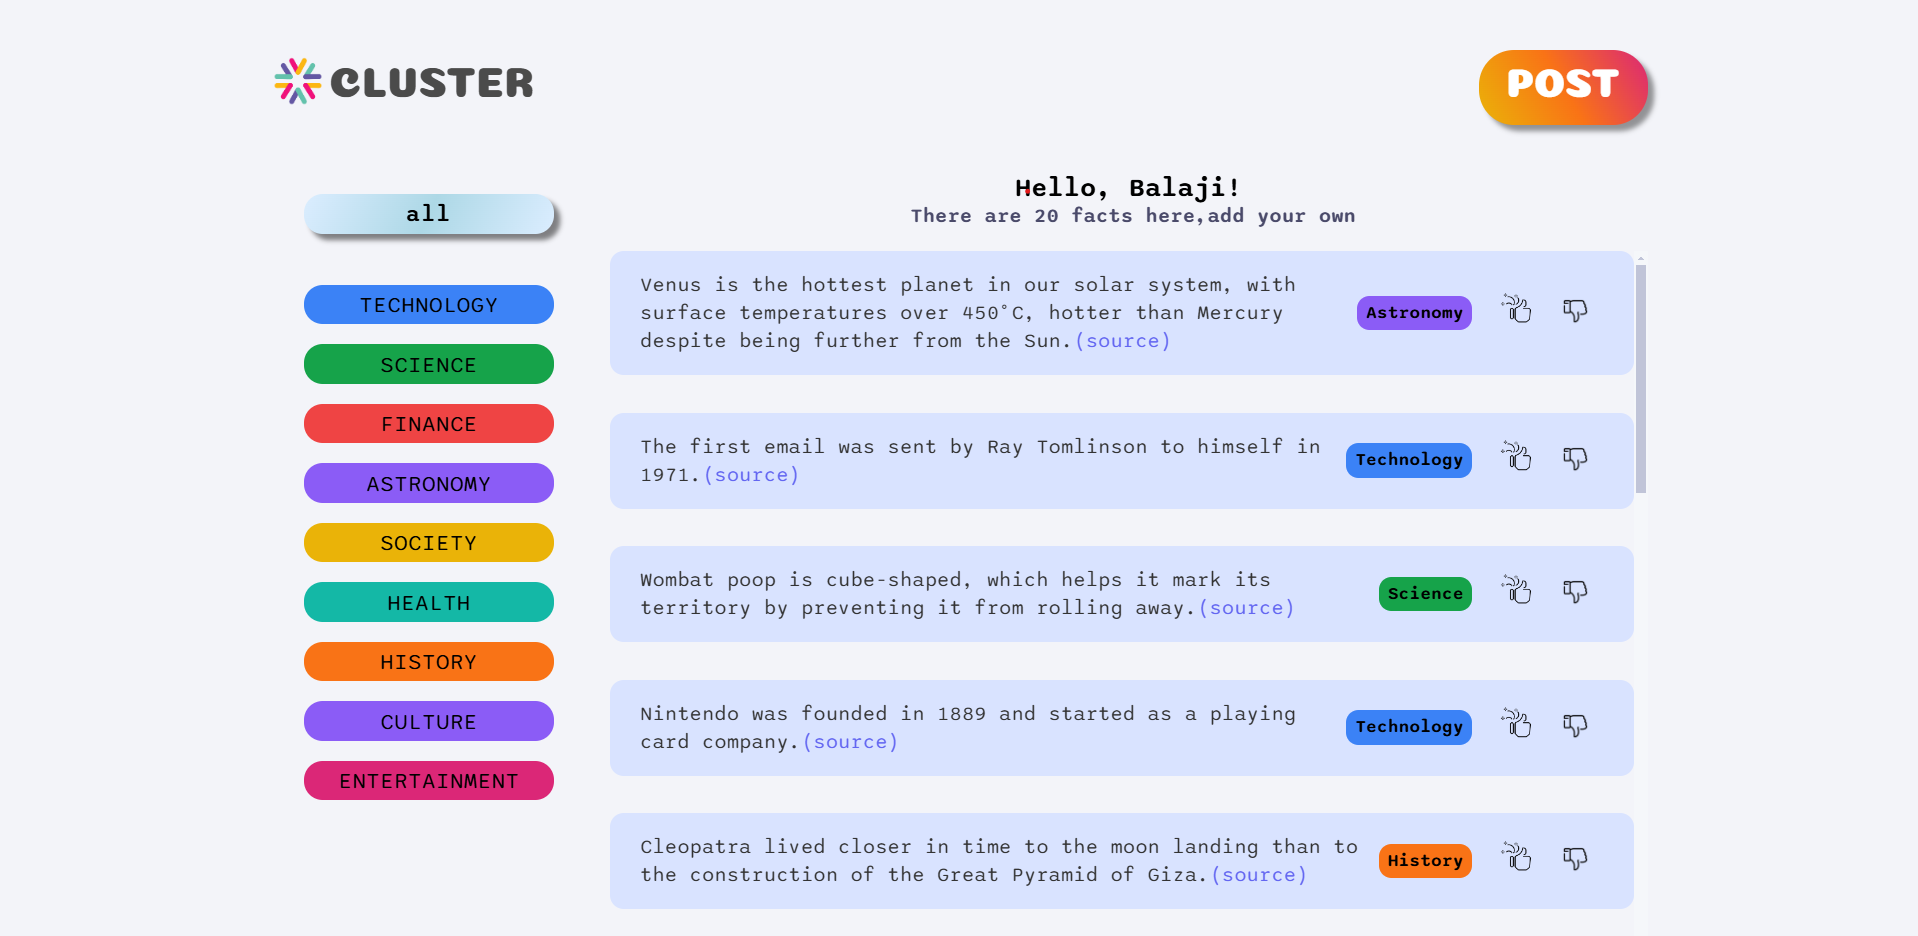 CLUSTER
POST
all
TECHNOLOGY
SCIENCE
FINANCE
ASTRONOMY
SOCIETY
HEALTH
HISTORY
CULTURE
ENTERTAINMENT
Hello, Balaji!
There are 20 facts here,add your own
Venus is the hottest planet in our solar system, with
surface temperatures over 450°C, hotter than Mercury
despite being further from the Sun.(source)
Astronomy
The first email was sent by Ray Tomlinson to himself in
1971.(source)
Technology
Wombat poop is cube-shaped, which helps it mark its
territory by preventing it from rolling away.(source)
Science
Nintendo was founded in 1889 and started as a playing
card company.(source)
Technology
Cleopatra lived closer in time to the moon landing than to
the construction of the Great Pyramid of Giza.(source)
History